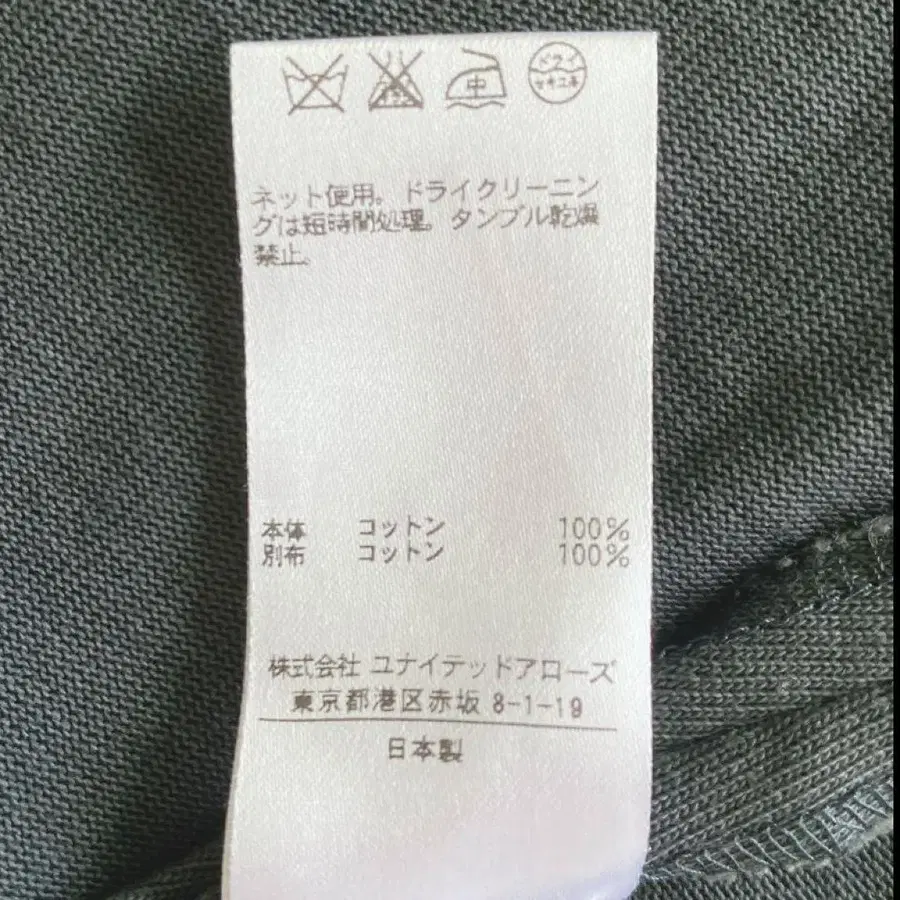 中
ドライ
セキユ系
ネット使用。ドライクリーニン
グは短時間処理。タンブル乾燥
禁止。
本体 コットン 100%
別布 コットン 100%
株式会社 ユナイテッドアローズ
東京都港区赤坂 8-1-19
日本製